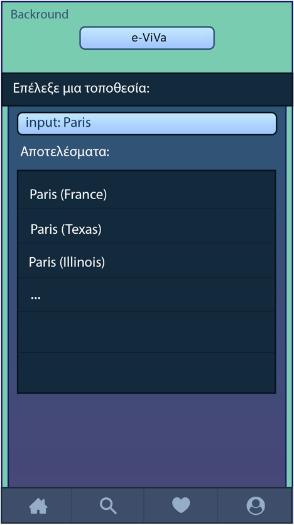 Backround
e-ViVa
Επέλεξε μια τοποθεσία:
input: Paris
Αποτελέσματα:
Paris (France)
Paris (Texas)
Paris (Illinois)
...